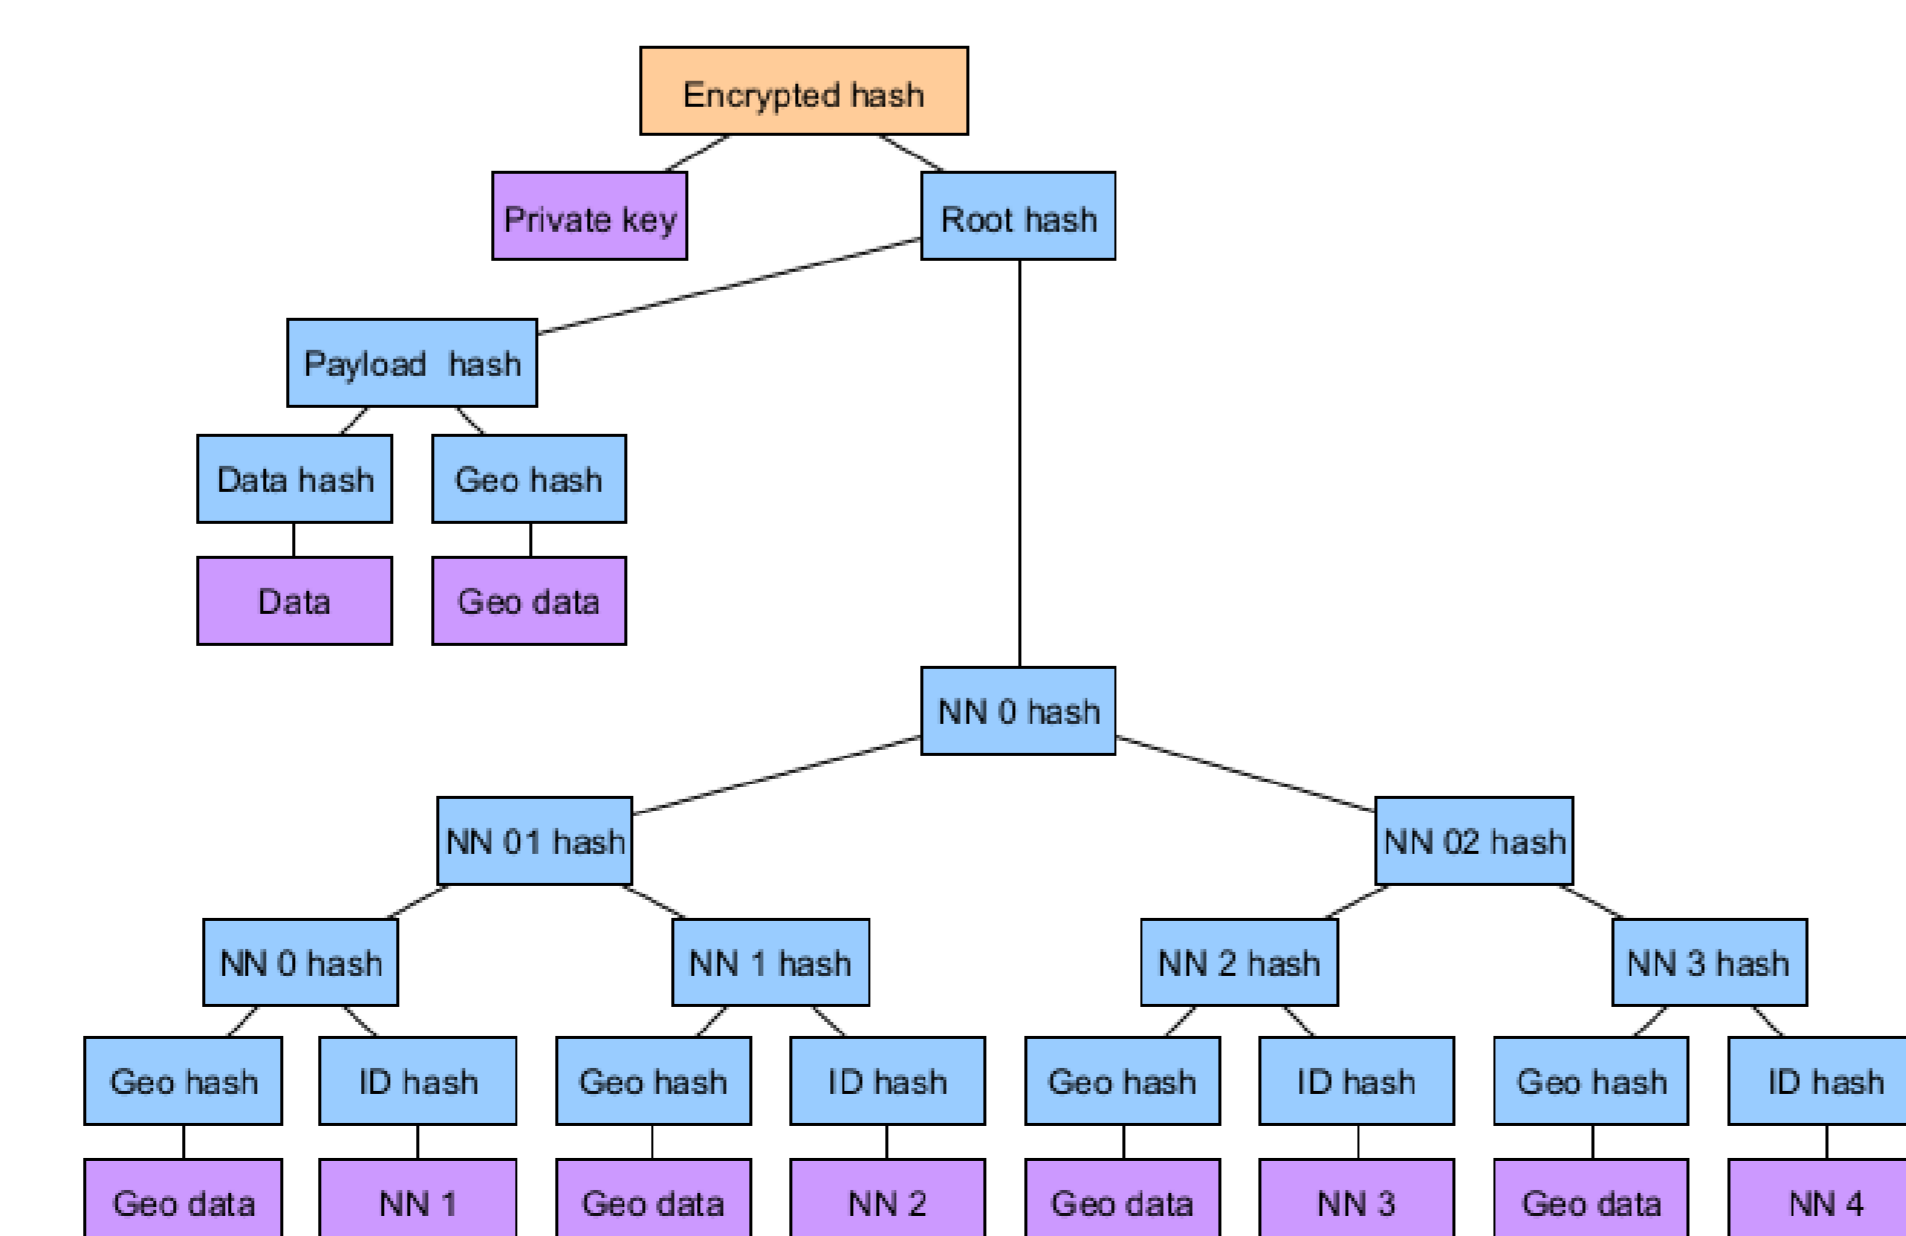 Encrypted hash
Private key
Root hash
Payload hash
Data hash
Geo hash
Data
Geo data
NN 0 hash
NN 01 hash
NN 02 hash
NN 0 hash
NN 1 hash
NN 2 hash
NN 3 hash
Geo hash
ID hash
Geo hash
ID hash
Geo hash
ID hash
Geo hash
ID hash
Geo data
NN 1
Geo data
NN 2
Geo data
NN 3
Geo data
NN 4